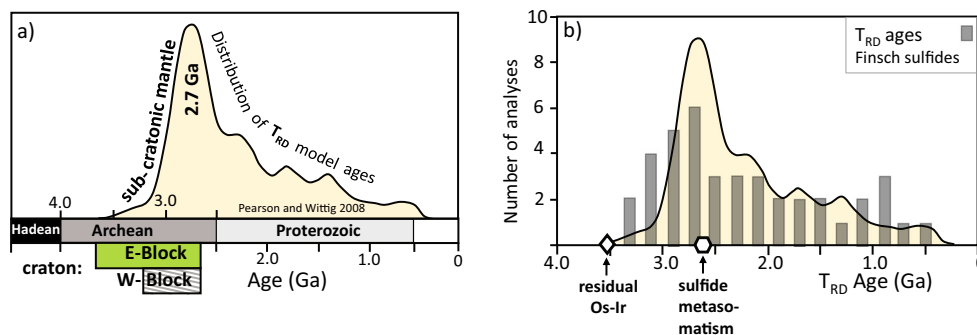 a)
sub-cratonic mantle
2.7 Ga
Distribution of TRD model ages
4.0
3.0
Pearson and Wittig 2008
Hadean
Archean
Proterozoic
craton:
E-Block
W-Block
2.0
1.0
0
Age (Ga)
b)
TRD ages
Finsch sulfides
Number of analyses
10
8
6
4
2
4.0
3.0
2.0
1.0
TRD Age (Ga)
residual
Os-Ir
sulfide
metaso-
matism